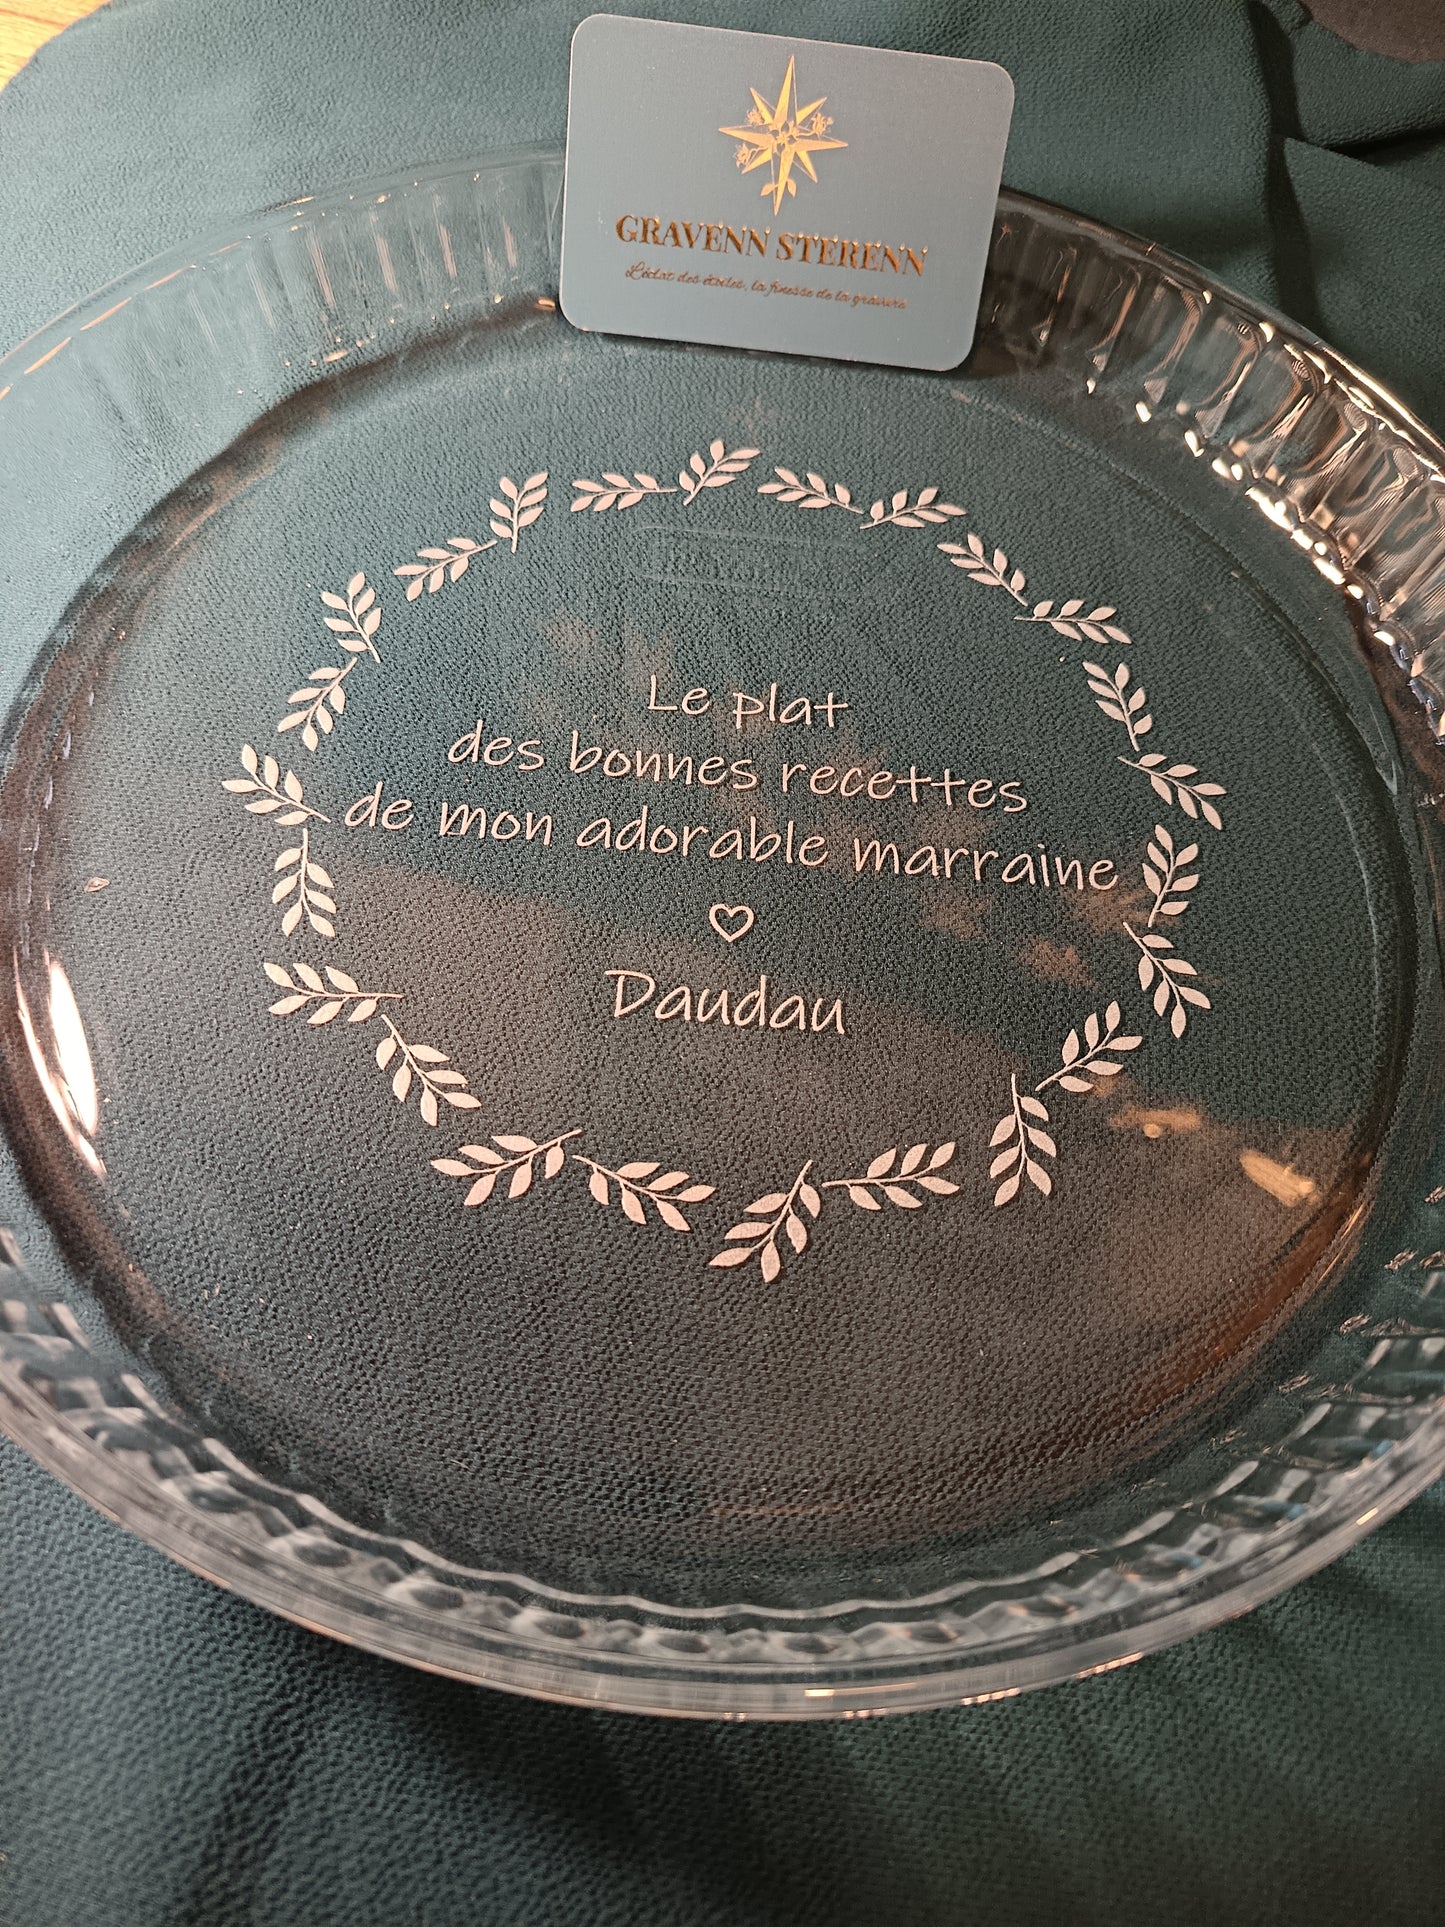 GRAVENN STERENN
L'éclat des étoiles, la finesse de la gravure
Le plat
des bonnes recettes
de mon adorable marraine
Daudau